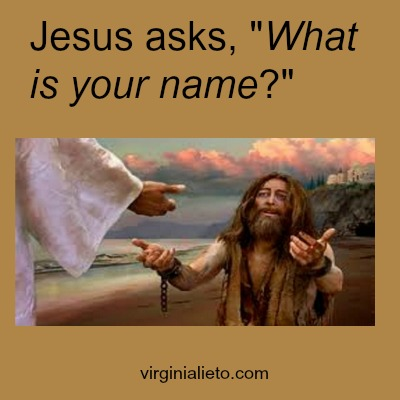 Jesus asks, "What
is your name?"
virginialieto.com